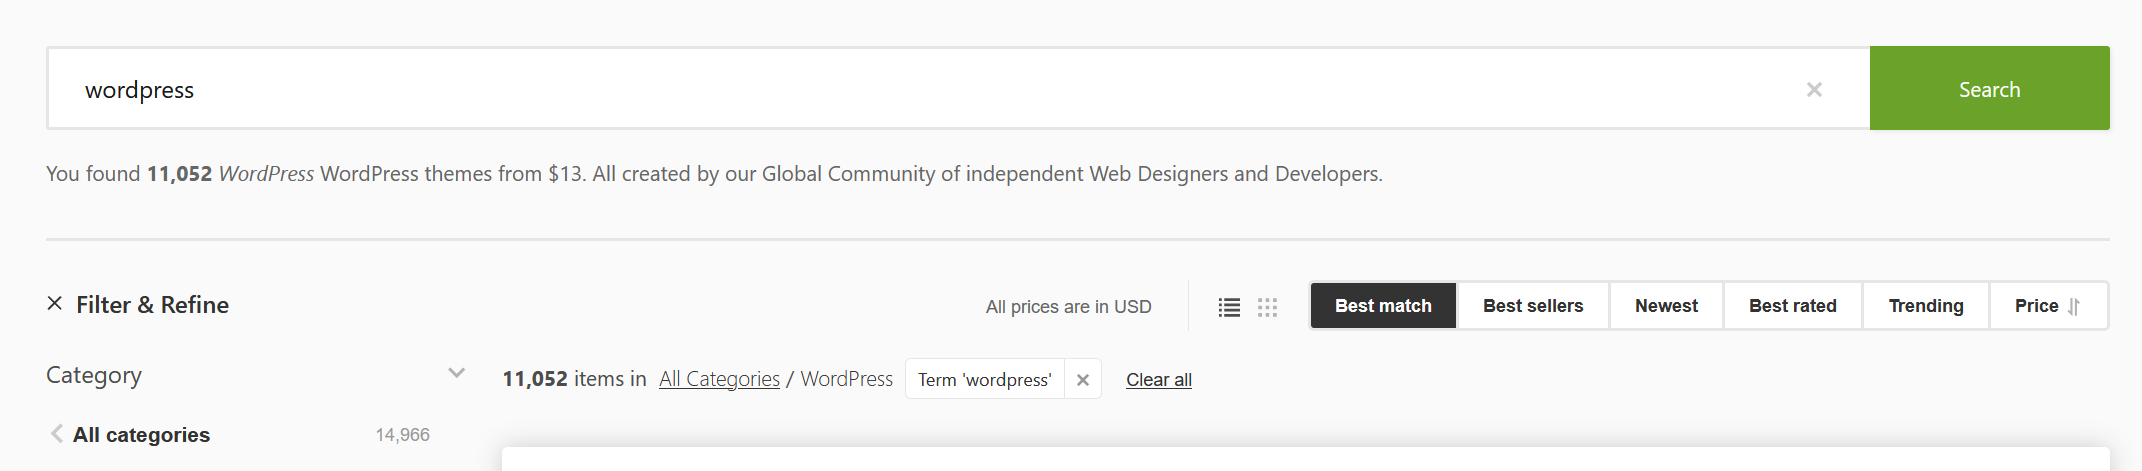 wordpress
Search
You found 11,052 WordPress WordPress themes from $13. All created by our Global Community of independent Web Designers and Developers.
Filter & Refine
All prices are in USD
Best match Best sellers Newest Best rated Trending Price
Category
11,052 items in All Categories / WordPress Term 'wordpress' Clear all
All categories 14,966